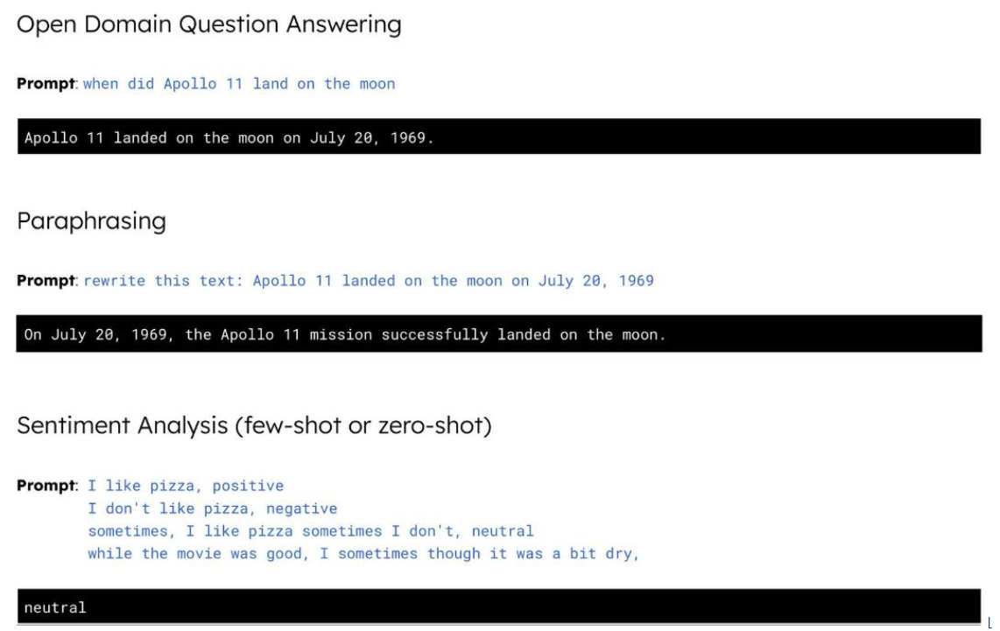 Open Domain Question Answering
Prompt: when did Apollo 11 land on the moon
Apollo 11 landed on the moon on July 20, 1969.
Paraphrasing
Prompt: rewrite this text: Apollo 11 landed on the moon on July 20, 1969
On July 20, 1969, the Apollo 11 mission successfully landed on the moon.
Sentiment Analysis (few-shot or zero-shot)
Prompt: I like pizza, positive
I don't like pizza, negative
sometimes, I like pizza sometimes I don't, neutral
while the movie was good, I sometimes though it was a bit dry,
neutral